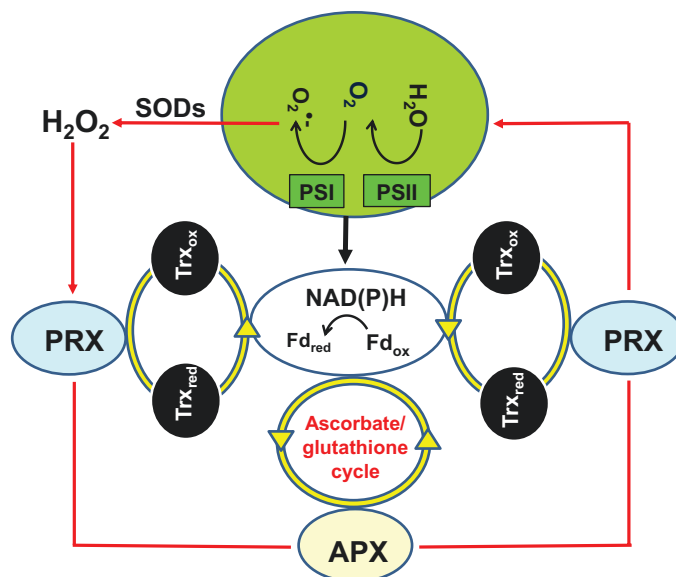 O₂•-
O₂
H₂O
SODs
H₂O₂
PSI
PSII
Trxox
Trxox
NAD(P)H
Fdred
Fdox
PRX
PRX
Trxred
Trxred
Ascorbate/
glutathione
cycle
APX